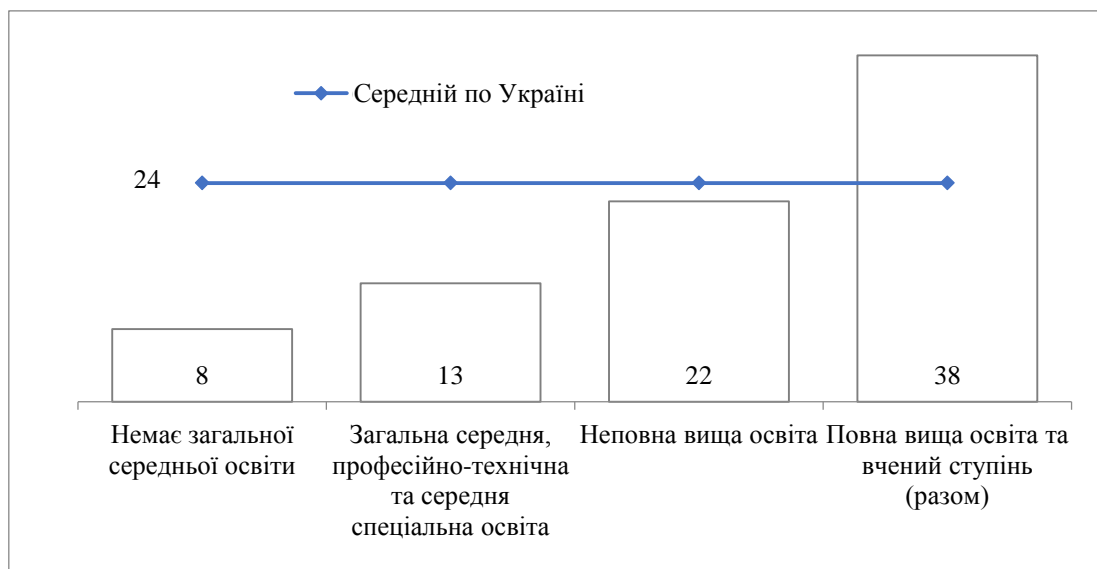 Середній по Україні
24
8
13
22
38
Немає загальної
середньої освіти
Загальна середня,
професійно-технічна
та середня
спеціальна освіта
Неповна вища освіта
Повна вища освіта та
вчений ступінь
(разом)